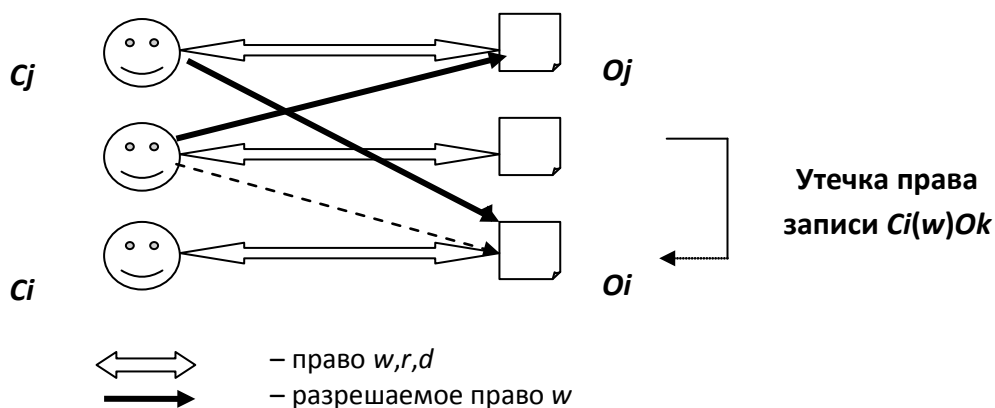 Cj
Oj
Утечка права
записи Ci(w)Ok
Ci
Oi
– право w,r,d
– разрешаемое право w